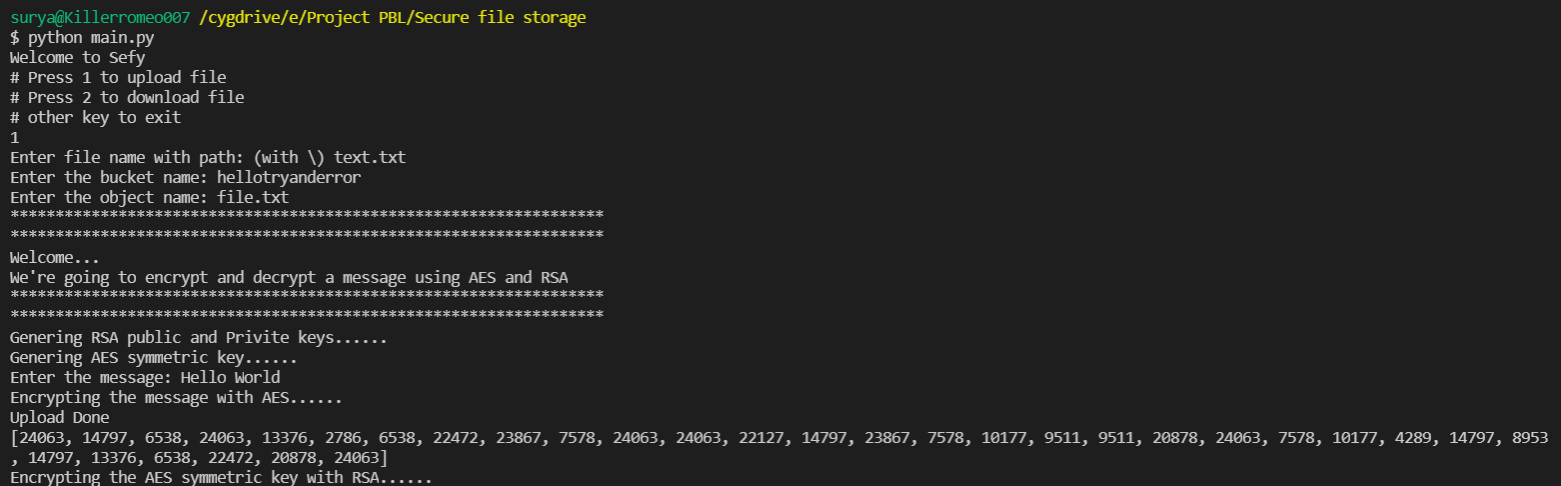 surya@Killerromeo007 /cygdrive/e/Project PBL/Secure file storage
$ python main.py
Welcome to Sefy
# Press 1 to upload file
# Press 2 to download file
# other key to exit
1
Enter file name with path: (with \) text.txt
Enter the bucket name: hellotryanderror
Enter the object name: file.txt
******************************************************************
******************************************************************
Welcome...
We're going to encrypt and decrypt a message using AES and RSA
******************************************************************
******************************************************************
Genering RSA public and Privite keys......
Genering AES symmetric key......
Enter the message: Hello World
Encrypting the message with AES......
Upload Done
[24063, 14797, 6538, 24063, 13376, 2786, 6538, 22472, 23867, 7578, 24063, 24063, 22127, 14797, 23867, 7578, 10177, 9511, 9511, 20878, 24063, 7578, 10177, 4289, 14797, 8953
, 14797, 13376, 6538, 22472, 20878, 24063]
Encrypting the AES symmetric key with RSA......